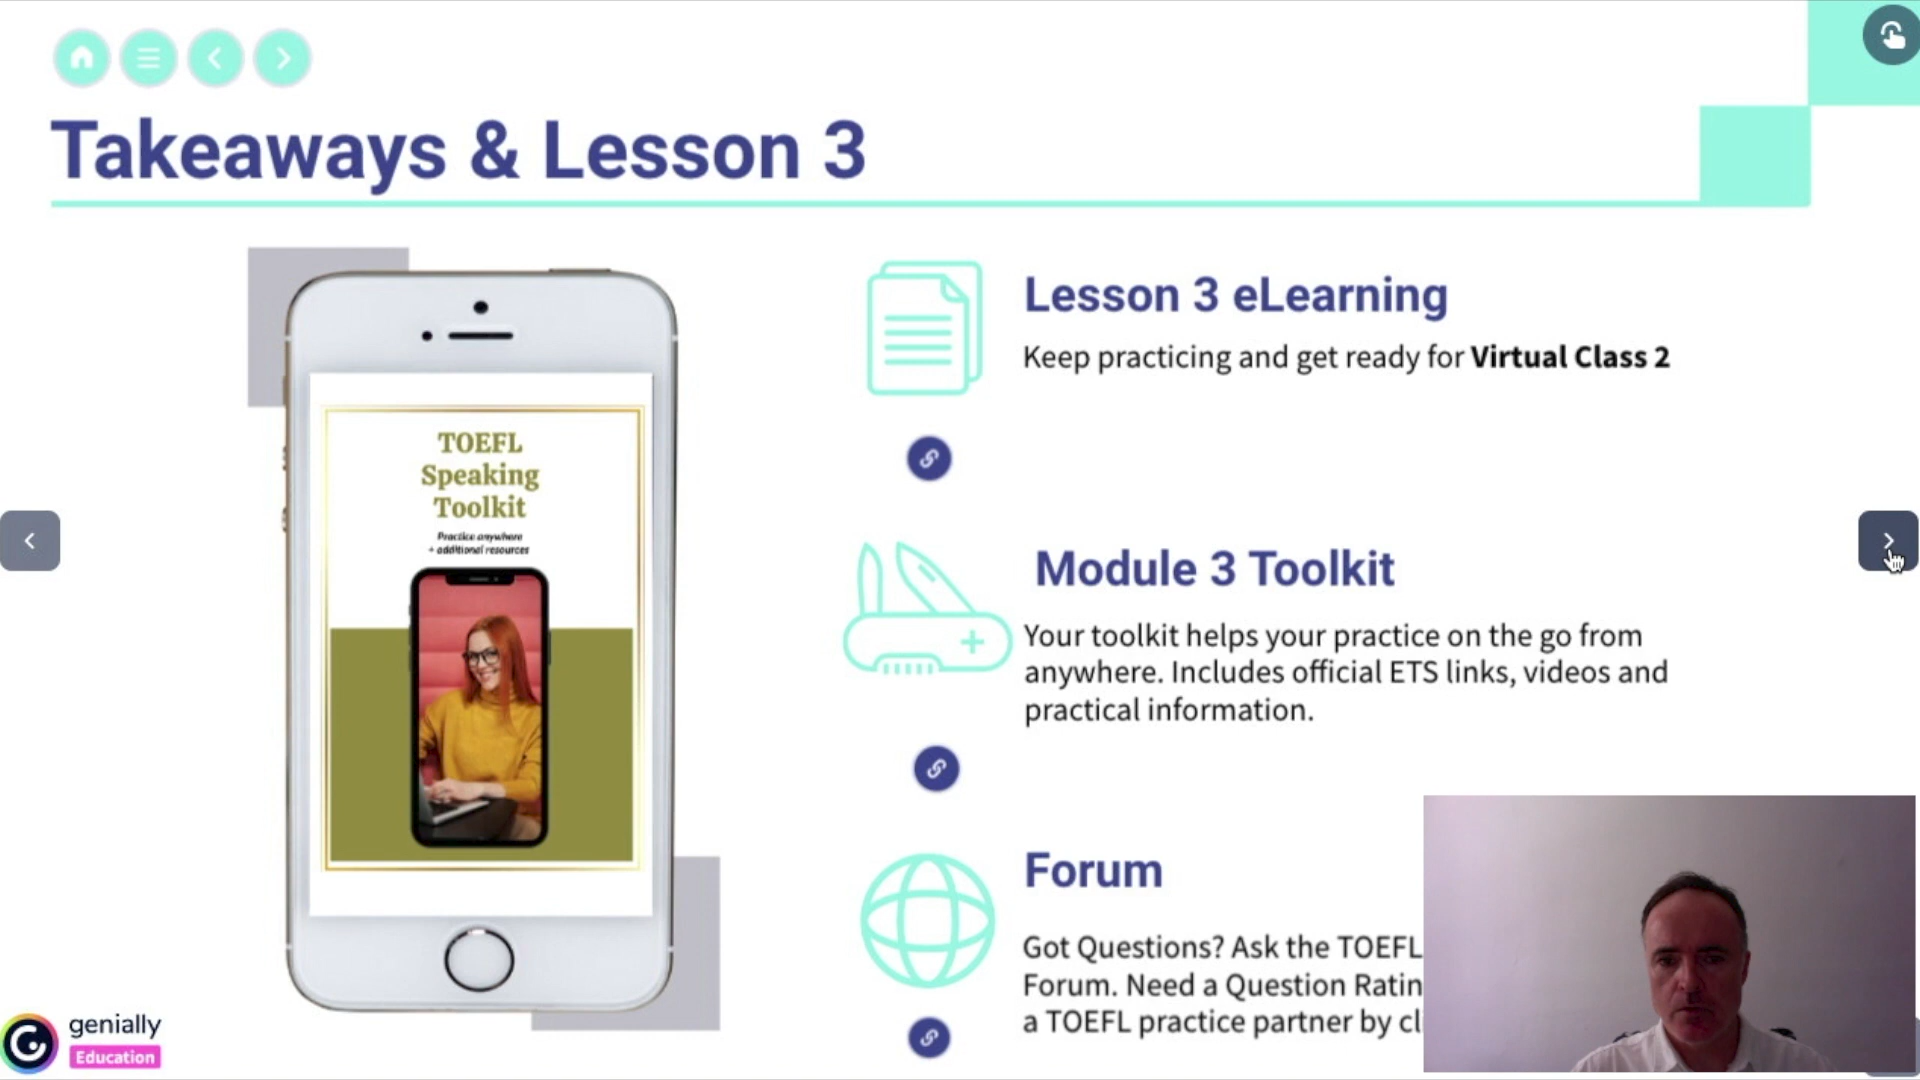 Takeaways & Lesson 3
TOEFL
Speaking
Toolkit
Practice anywhere
+ additional resources
Lesson 3 eLearning
Keep practicing and get ready for Virtual Class 2
Module 3 Toolkit
Your toolkit helps your practice on the go from
anywhere. Includes official ETS links, videos and
practical information.
Forum
Got Questions? Ask the TOEFL
Forum. Need a Question
a TOEFL practice partner by
genially
Education